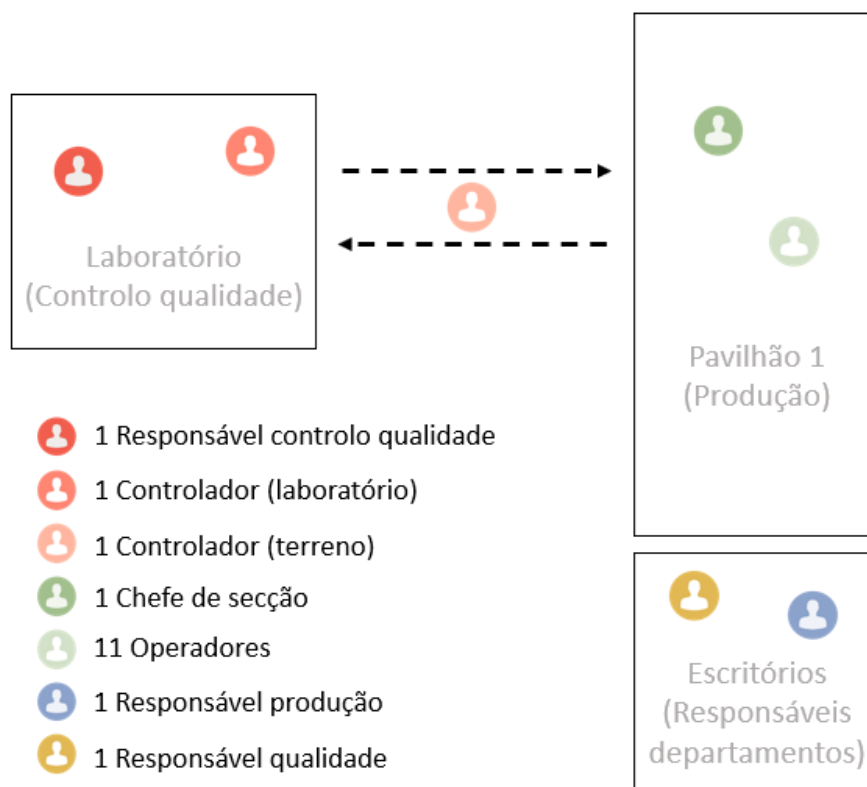 Laboratório
(Controlo qualidade)
Pavilhão 1
(Produção)
1 Responsável controlo qualidade
1 Controlador (laboratório)
1 Controlador (terreno)
1 Chefe de secção
11 Operadores
1 Responsável produção
1 Responsável qualidade
Escritórios
(Responsáveis
departamentos)